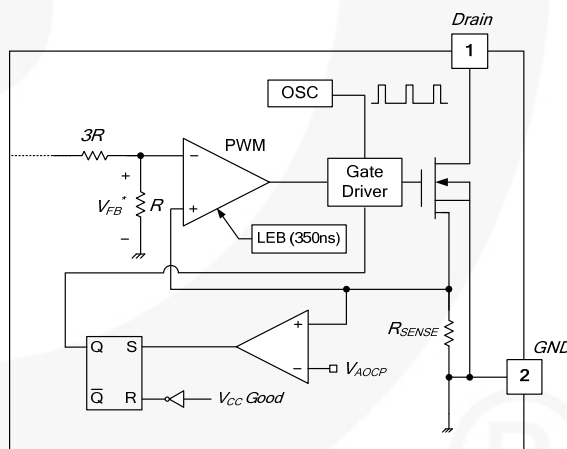 Drain
1
OSC
3R
PWM
−
+
V_FB*
R
+
−
Gate
Driver
LEB (350ns)
R_SENSE
GND
2
+
−
V_AOCP
Q
S
Q̅
R
V_CC Good
R